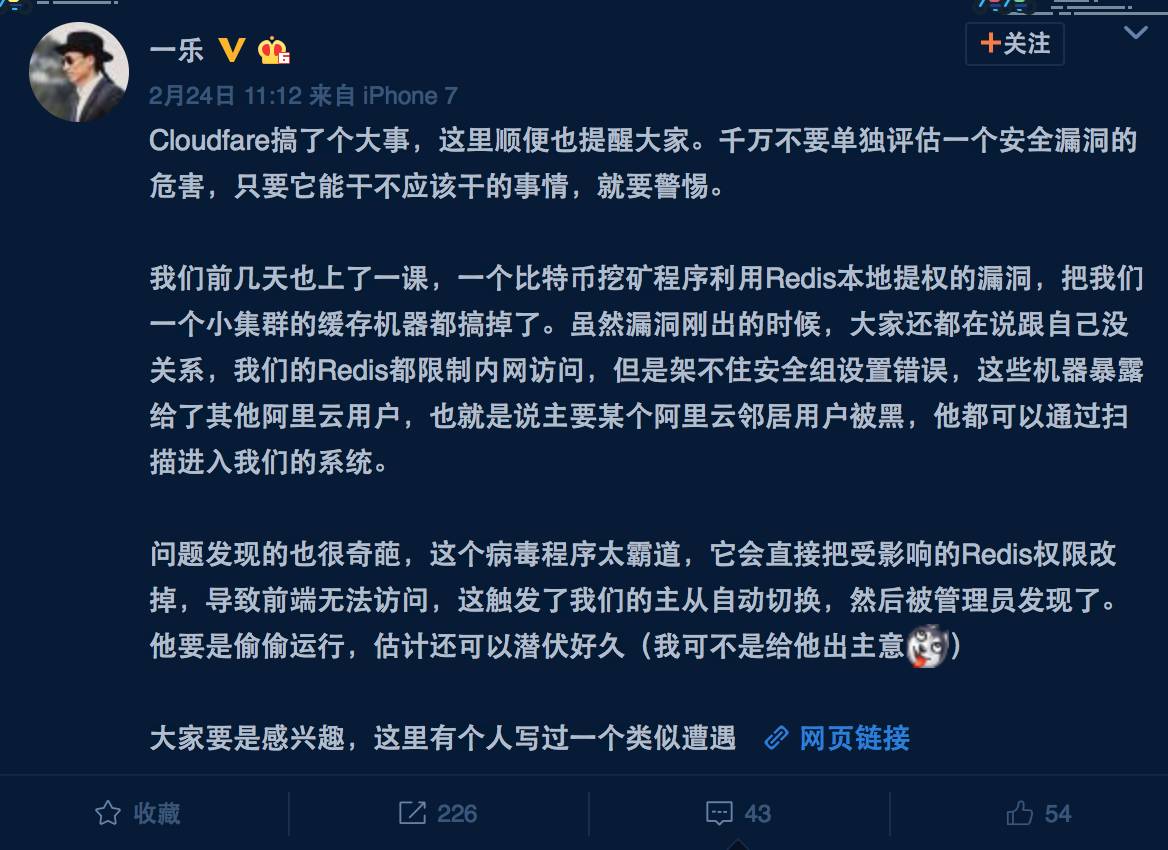 一乐
+关注
2月24日 11:12 来自 iPhone 7
Cloudfare搞了个大事，这里顺便也提醒大家。千万不要单独评估一个安全漏洞的
危害，只要它能干不应该干的事情，就要警惕。
我们前几天也上了一课，一个比特币挖矿程序利用Redis本地提权的漏洞，把我们
一个小集群的缓存机器都搞掉了。虽然漏洞刚出的时候，大家还都在说跟自己没
关系，我们的Redis都限制内网访问，但是架不住安全组设置错误，这些机器暴露
给了其他阿里云用户，也就是说主要某个阿里云邻居用户被黑，他都可以通过扫
描进入我们的系统。
问题发现的也很奇葩，这个病毒程序太霸道，它会直接把受影响的Redis权限改
掉，导致前端无法访问，这触发了我们的主从自动切换，然后被管理员发现了。
他要是偷偷运行，估计还可以潜伏好久（我可不是给他出主意）
大家要是感兴趣，这里有个人写过一个类似遭遇 网页链接
收藏 226 43 54